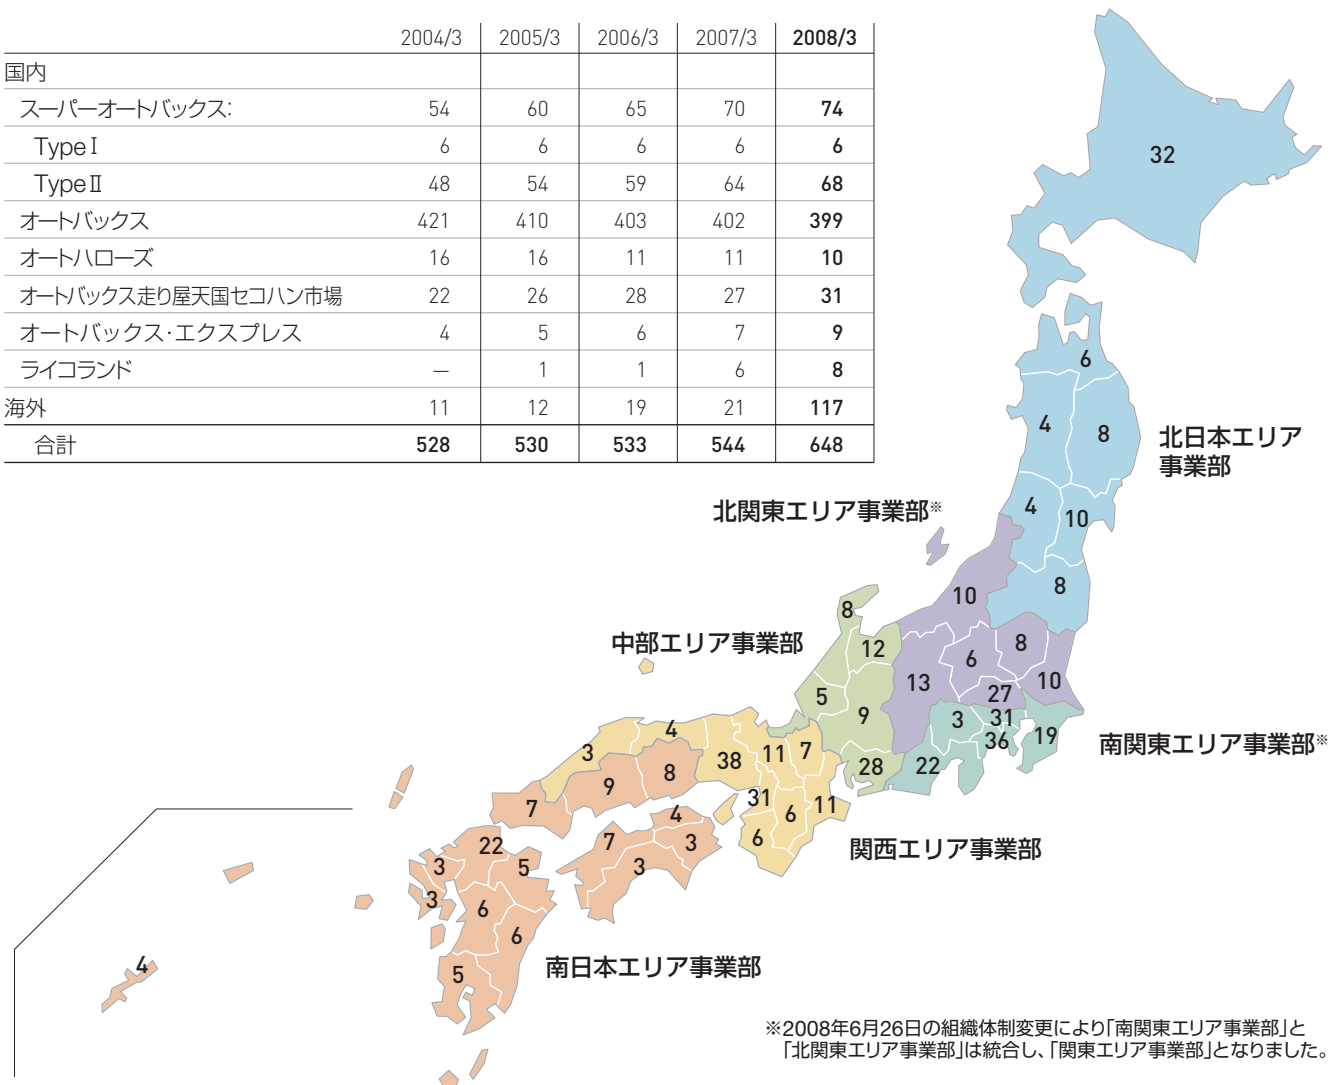 2004/3 2005/3 2006/3 2007/3 2008/3
国内
スーパーオートバックス: 54 60 65 70 74
TypeⅠ 6 6 6 6 6
TypeⅡ 48 54 59 64 68
オートバックス 421 410 403 402 399
オートハローズ 16 16 11 11 10
オートバックス走り屋天国セコハン市場 22 26 28 27 31
オートバックス・エクスプレス 4 5 6 7 9
ライコランド — 1 1 6 8
海外 11 12 19 21 117
合計 528 530 533 544 648
32
6
4 8
北日本エリア
事業部
4 10
8
北関東エリア事業部※
10
8
6
10
13
27
中部エリア事業部
8
12
5
9
28
南関東エリア事業部※
3
31
36
19
22
関西エリア事業部
3
4
38
11
7
31
6
11
6
南日本エリア事業部
8
9
7
4
7
3
3
22
3
5
3
6
6
5
4
※2008年6月26日の組織体制変更により「南関東エリア事業部」と
「北関東エリア事業部」は統合し、「関東エリア事業部」となりました。